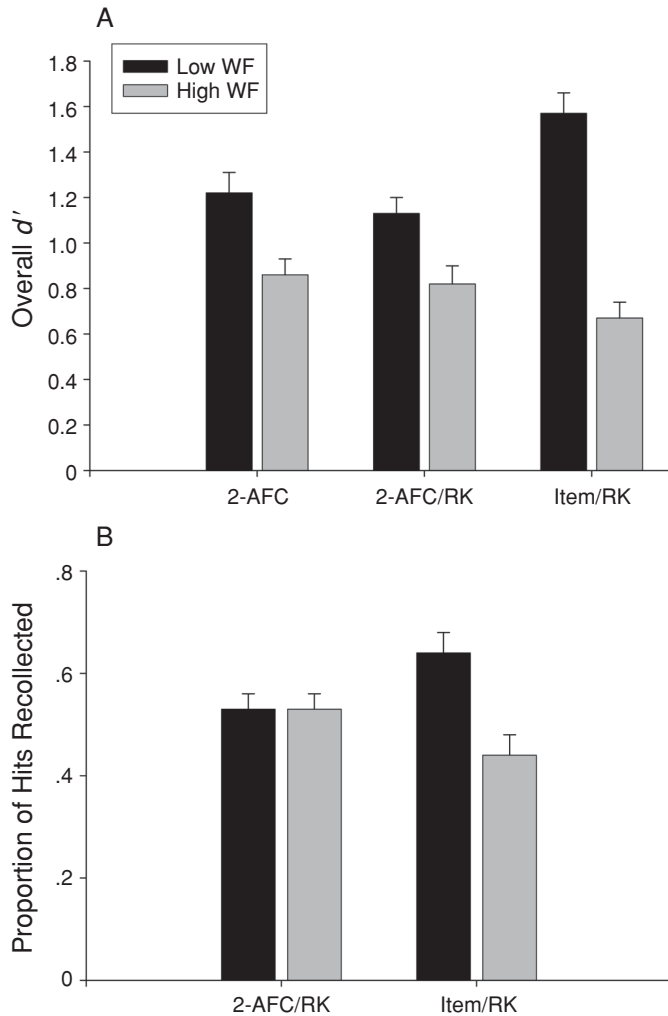 A
1.8
1.6
1.4
1.2
1.0
0.8
0.6
0.4
0.2
0
Overall d′
Low WF
High WF
2-AFC
2-AFC/RK
Item/RK
B
.8
.6
.4
.2
0
Proportion of Hits Recollected
2-AFC/RK
Item/RK